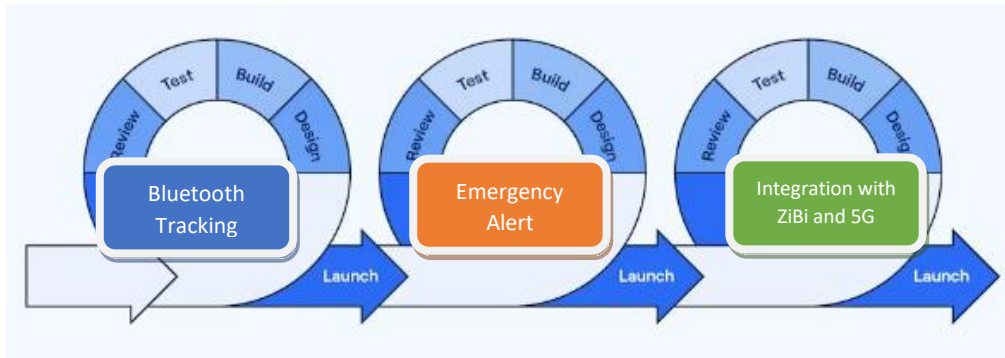 Review
Test
Build
Design
Bluetooth
Tracking
Launch
Review
Test
Build
Design
Emergency
Alert
Launch
Review
Test
Build
Design
Integration with
ZiBi and 5G
Launch